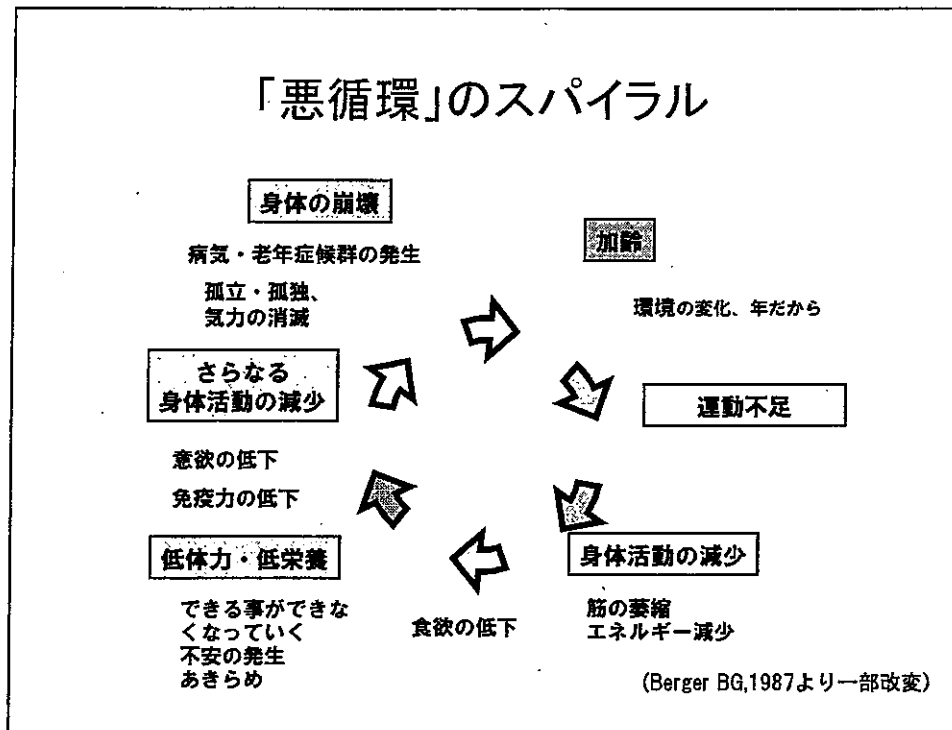 「悪循環」のスパイラル
身体の崩壊
病気・老年症候群の発生
孤立・孤独、
気力の消滅
加齢
環境の変化、年だから
さらなる
身体活動の減少
運動不足
意欲の低下
免疫力の低下
低体力・低栄養
身体活動の減少
できる事ができな
くなっていく
不安の発生
あきらめ
食欲の低下
筋の萎縮
エネルギー減少
(Berger BG,1987より一部改変)